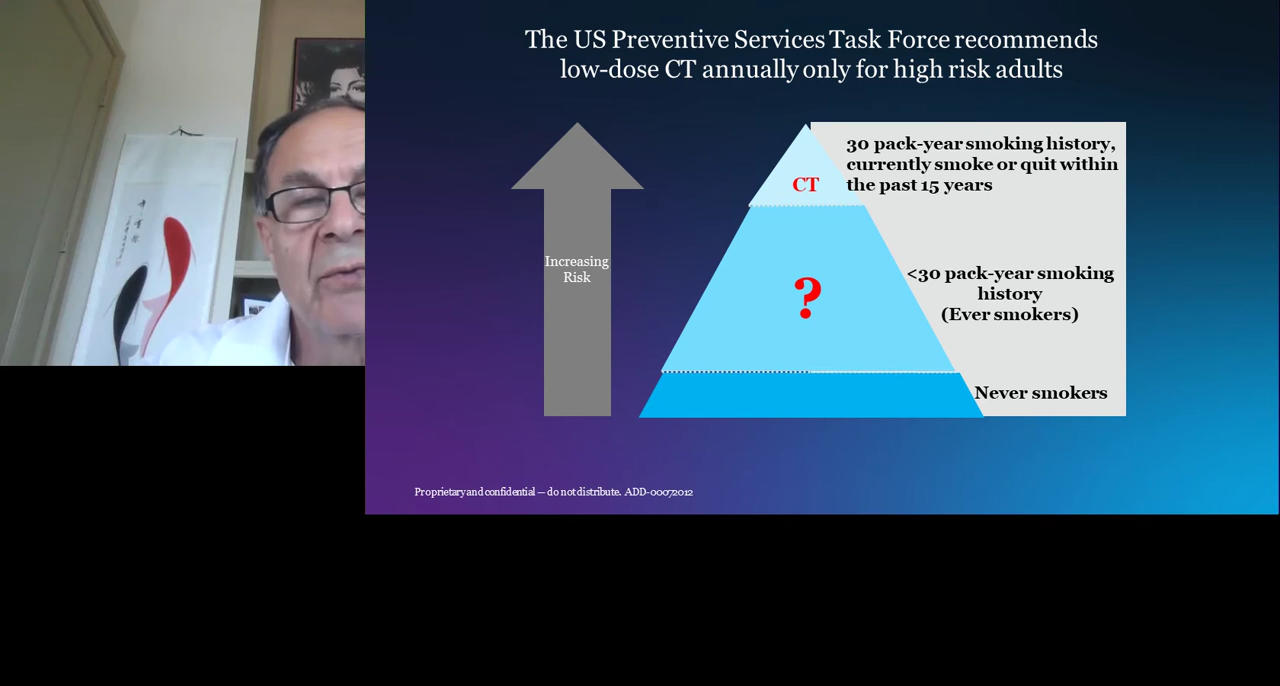 The US Preventive Services Task Force recommends
low-dose CT annually only for high risk adults
Increasing
Risk
CT
30 pack-year smoking history,
currently smoke or quit within
the past 15 years
?
<30 pack-year smoking
history
(Ever smokers)
Never smokers
Proprietary and confidential — do not distribute. ADD-00072012